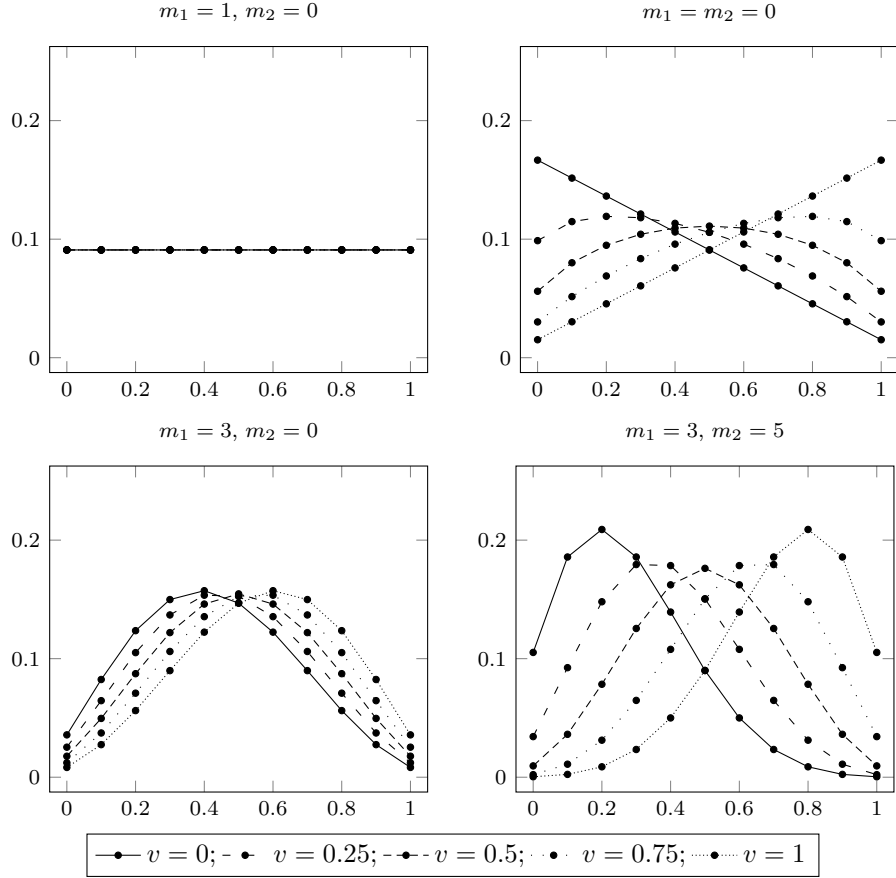 m₁ = 1, m₂ = 0
m₁ = m₂ = 0
0.2
0.1
0
0 0.2 0.4 0.6 0.8 1
0.2
0.1
0
0 0.2 0.4 0.6 0.8 1
m₁ = 3, m₂ = 0
m₁ = 3, m₂ = 5
0.2
0.1
0
0 0.2 0.4 0.6 0.8 1
0.2
0.1
0
0 0.2 0.4 0.6 0.8 1
v = 0; v = 0.25; v = 0.5; v = 0.75; v = 1